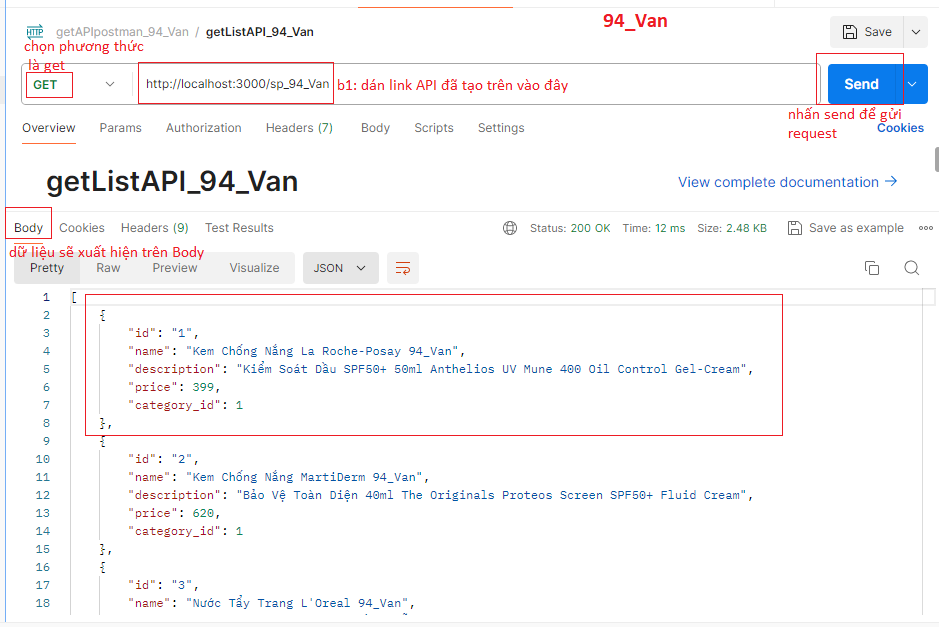 94_Van
HTTP getAPIpostman_94_Van / getListAPI_94_Van
Save
chọn phương thức
là get
GET
http://localhost:3000/sp_94_Van
b1: dán link API đã tạo trên vào đây
Send
nhấn send để gửi
request
Overview Params Authorization Headers (7) Body Scripts Settings
Cookies
getListAPI_94_Van
View complete documentation →
Body Cookies Headers (9) Test Results
Status: 200 OK Time: 12 ms Size: 2.48 KB Save as example
dữ liệu sẽ xuất hiện trên Body
Pretty Raw Preview Visualize JSON
1 [
2 {
3 "id": "1",
4 "name": "Kem Chống Nắng La Roche-Posay 94_Van",
5 "description": "Kiểm Soát Dầu SPF50+ 50ml Anthelios UV Mune 400 Oil Control Gel-Cream",
6 "price": 399,
7 "category_id": 1
8 },
9 {
10 "id": "2",
11 "name": "Kem Chống Nắng MartiDerm 94_Van",
12 "description": "Bảo Vệ Toàn Diện 40ml The Originals Proteos Screen SPF50+ Fluid Cream",
13 "price": 620,
14 "category_id": 1
15 },
16 {
17 "id": "3",
18 "name": "Nước Tẩy Trang L'Oreal 94_Van",